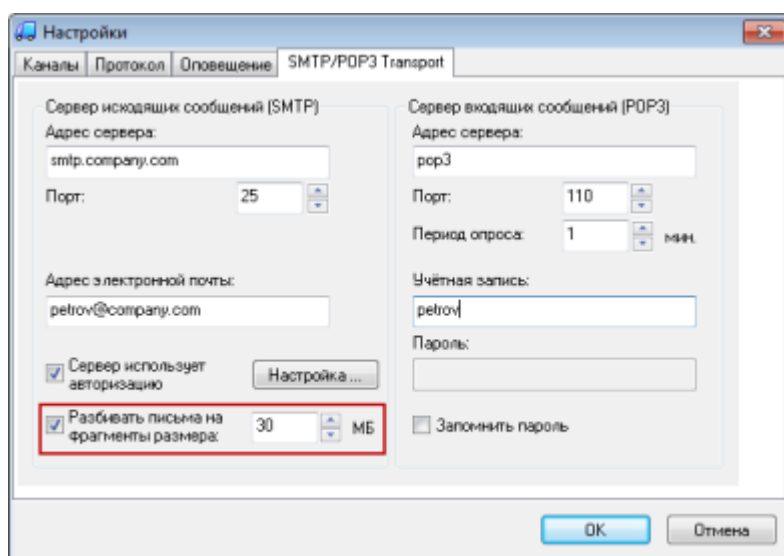 Настройки
Каналы Протокол Оповещение SMTP/POP3 Transport
Сервер исходящих сообщений (SMTP)
Адрес сервера:
smtp.company.com
Порт: 25
Адрес электронной почты:
petrov@company.com
Сервер использует
авторизацию
Настройка ...
Разбивать письма на
фрагменты размера:
30 МБ
Сервер входящих сообщений (POP3)
Адрес сервера:
pop3
Порт: 110
Период опроса: 1 мин.
Учётная запись:
petrov
Пароль:
Запомнить пароль
OK Отмена